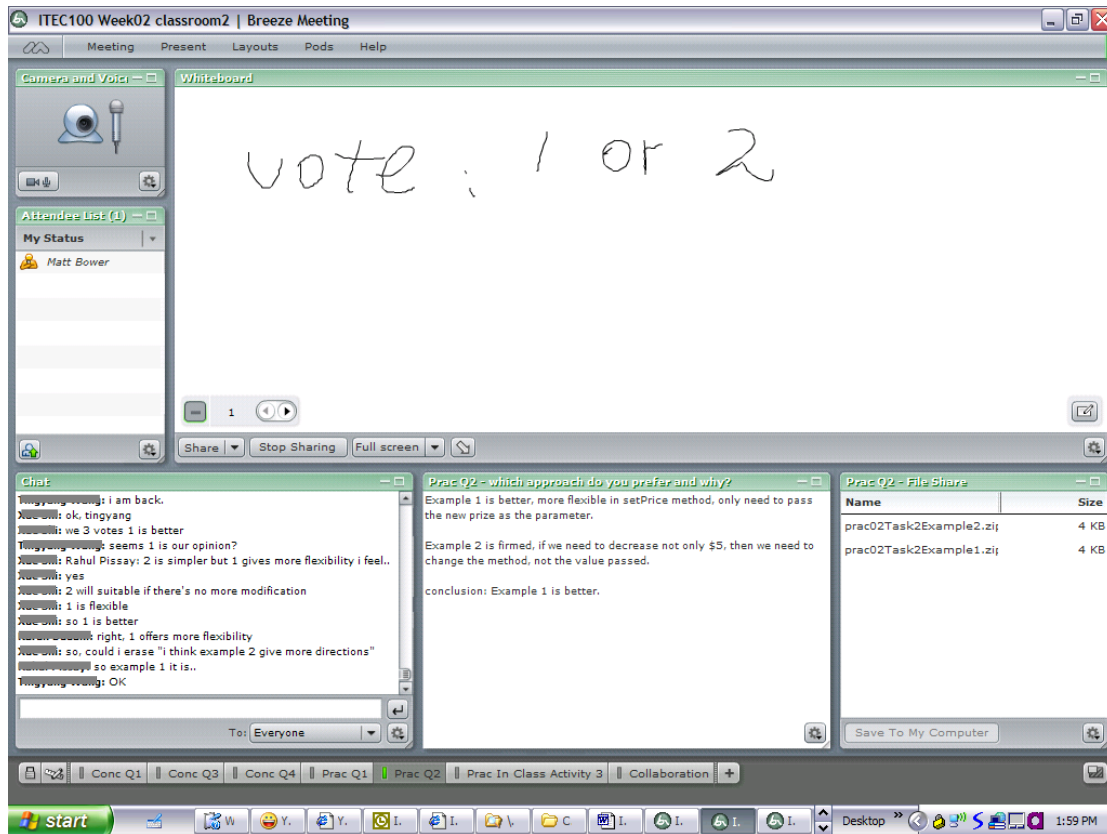 ITEC100 Week02 classroom2 | Breeze Meeting
Meeting Present Layouts Pods Help
Camera and Voice
Whiteboard
vote : 1 or 2
Attendee List (1)
My Status
Matt Bower
1
Share Stop Sharing Full screen
Chat
i am back.
ok, tingyang
we 3 votes 1 is better
seems 1 is our opinion?
Rahul Pissay: 2 is simpler but 1 gives more flexibility i feel..
yes
2 will suitable if there's no more modification
1 is flexible
so 1 is better
right, 1 offers more flexibility
so, could i erase "i think example 2 give more directions"
so example 1 it is..
OK
To: Everyone
Prac Q2 - which approach do you prefer and why?
Example 1 is better, more flexible in setPrice method, only need to pass
the new prize as the parameter.
Example 2 is firmed, if we need to decrease not only $5, then we need to
change the method, not the value passed.
conclusion: Example 1 is better.
Prac Q2 - File Share
Name Size
prac02Task2Example2.zip 4 KB
prac02Task2Example1.zip 4 KB
Save To My Computer
Conc Q1 Conc Q3 Conc Q4 Prac Q1 Prac Q2 Prac In Class Activity 3 Collaboration +
start W Y. Y. I. I. \. C I. I. I. I. Desktop » 1:59 PM